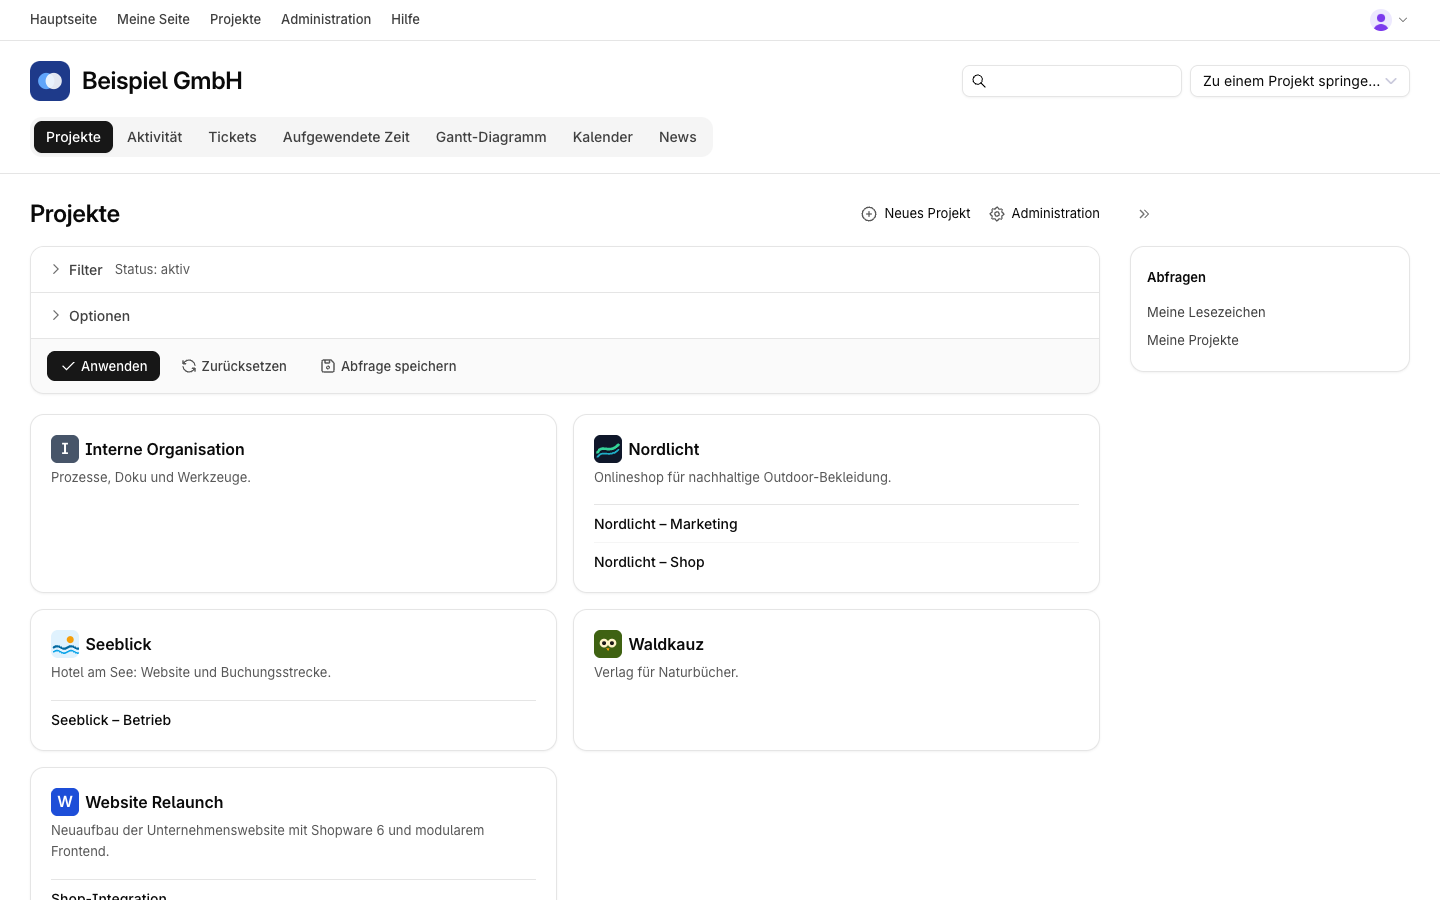 Hauptseite Meine Seite Projekte Administration Hilfe
Beispiel GmbH
Zu einem Projekt springe...
Projekte Aktivität Tickets Aufgewendete Zeit Gantt-Diagramm Kalender News
Projekte
Neues Projekt Administration
Filter Status: aktiv
Optionen
Anwenden Zurücksetzen Abfrage speichern
Abfragen
Meine Lesezeichen
Meine Projekte
I Interne Organisation
Prozesse, Doku und Werkzeuge.
Nordlicht
Onlineshop für nachhaltige Outdoor-Bekleidung.
Nordlicht – Marketing
Nordlicht – Shop
Seeblick
Hotel am See: Website und Buchungsstrecke.
Seeblick – Betrieb
Waldkauz
Verlag für Naturbücher.
W Website Relaunch
Neuaufbau der Unternehmenswebsite mit Shopware 6 und modularem
Frontend.
Shop-Integration